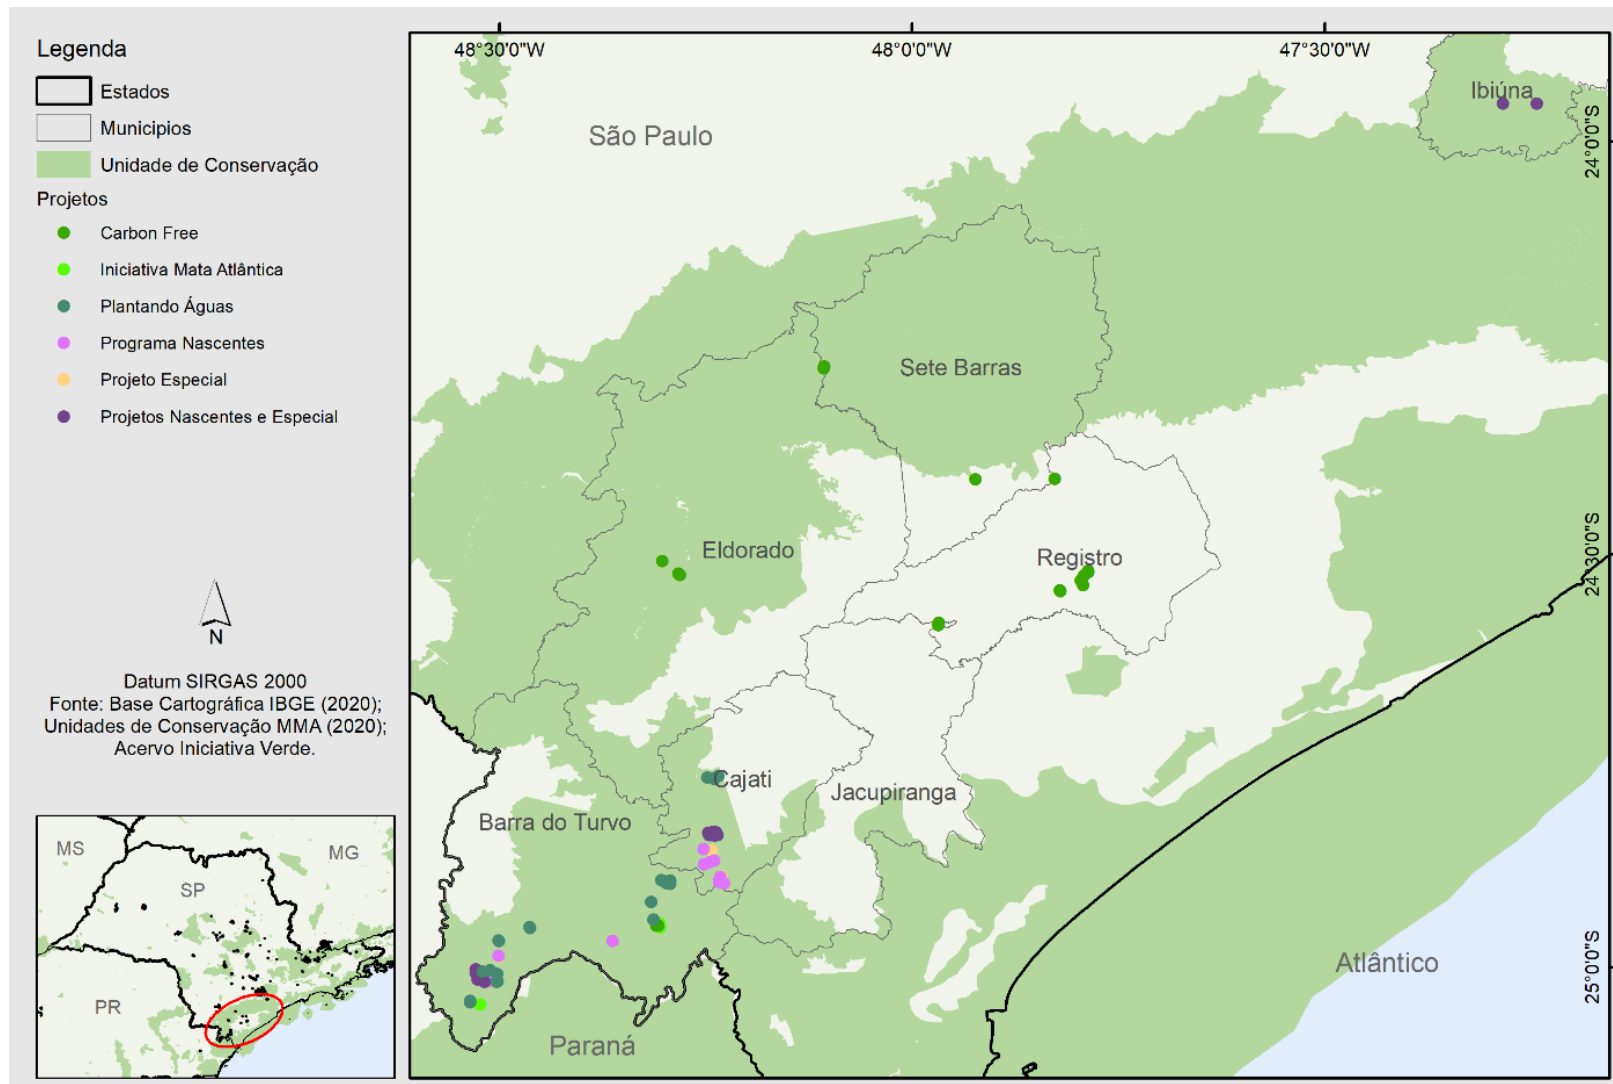 Legenda
Estados
Municipios
Unidade de Conservação
Projetos
Carbon Free
Iniciativa Mata Atlântica
Plantando Águas
Programa Nascentes
Projeto Especial
Projetos Nascentes e Especial
N
Datum SIRGAS 2000
Fonte: Base Cartográfica IBGE (2020);
Unidades de Conservação MMA (2020);
Acervo Iniciativa Verde.
MS
MG
SP
PR
48°30'0"W
48°0'0"W
47°30'0"W
Ibiúna
São Paulo
24°0'0"S
Sete Barras
Eldorado
Registro
24°30'0"S
Cajati
Jacupiranga
Barra do Turvo
Atlântico
25°0'0"S
Paraná